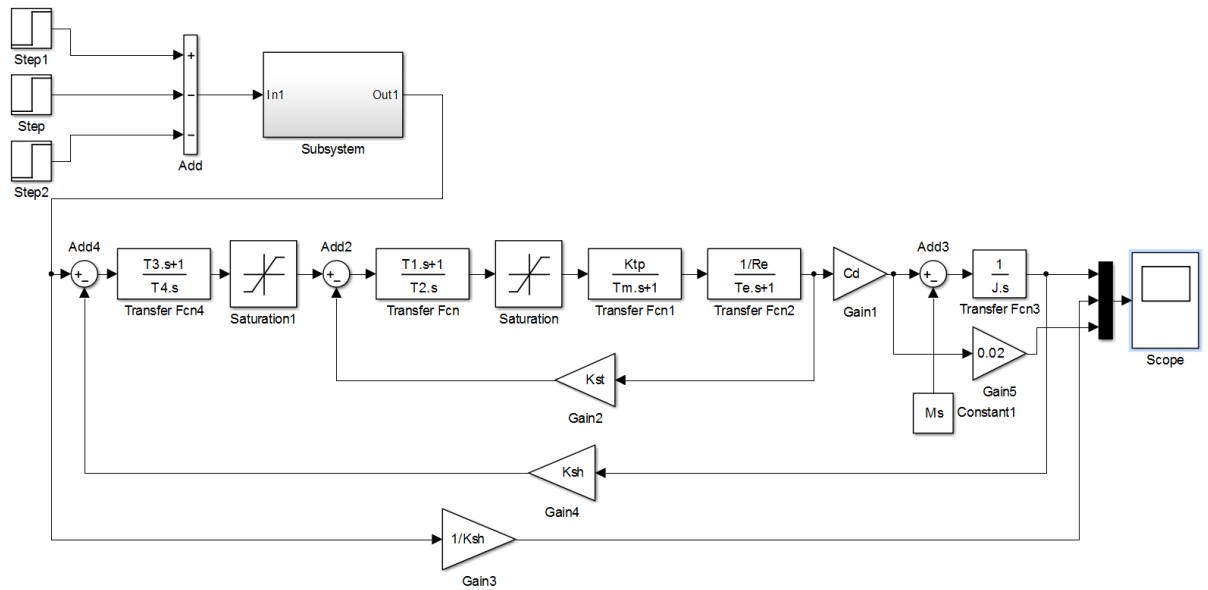 Step1
+
In1
Out1
−
Step
−
Subsystem
Add
Step2
Add4
Add2
Add3
+
−
T3.s+1
T4.s
+
−
T1.s+1
T2.s
Ktp
Tm.s+1
1/Re
Te.s+1
Cd
+
−
1
J.s
Transfer Fcn4
Saturation1
Transfer Fcn
Saturation
Transfer Fcn1
Transfer Fcn2
Gain1
Transfer Fcn3
0.02
Scope
Kst
Gain5
Gain2
Ms
Constant1
Ksh
Gain4
1/Ksh
Gain3